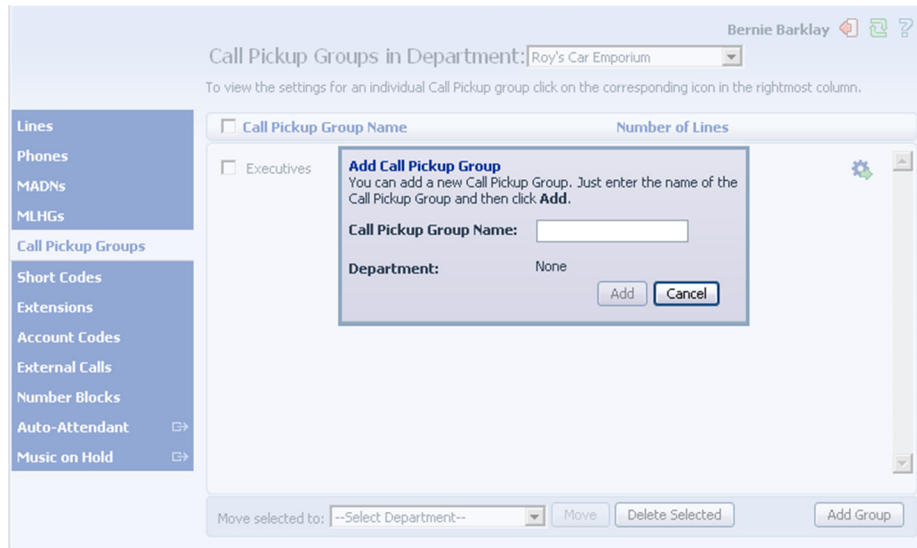 Bernie Barklay
Call Pickup Groups in Department: Roy's Car Emporium
To view the settings for an individual Call Pickup group click on the corresponding icon in the rightmost column.
Lines
Phones
MADNs
MLHGs
Call Pickup Groups
Short Codes
Extensions
Account Codes
External Calls
Number Blocks
Auto-Attendant
Music on Hold
Call Pickup Group Name Number of Lines
Executives
Add Call Pickup Group
You can add a new Call Pickup Group. Just enter the name of the
Call Pickup Group and then click Add.
Call Pickup Group Name:
Department: None
Add Cancel
Move selected to: --Select Department-- Move Delete Selected Add Group